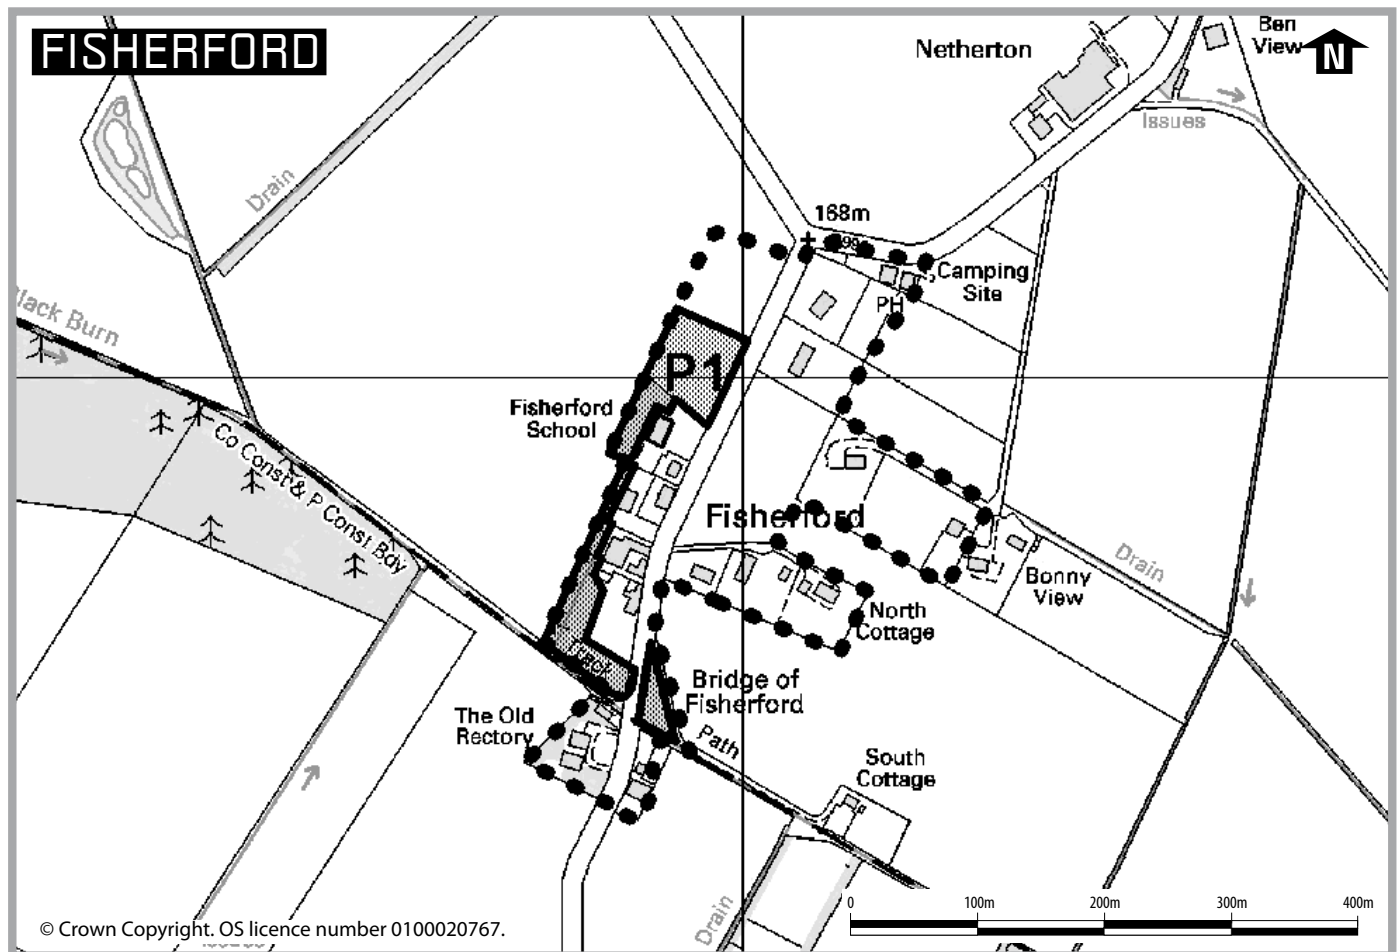 FISHERFORD
Netherton
Ben
View
N
Issues
Drain
168m
Camping
Site
PH
Black Burn
P1
Fisherford
School
Co Const & P Const Bdy
Fisherford
Drain
Bonny
View
North
Cottage
Bridge of
Fisherford
The Old
Rectory
Path
South
Cottage
Drain
0 100m 200m 300m 400m
© Crown Copyright. OS licence number 0100020767.